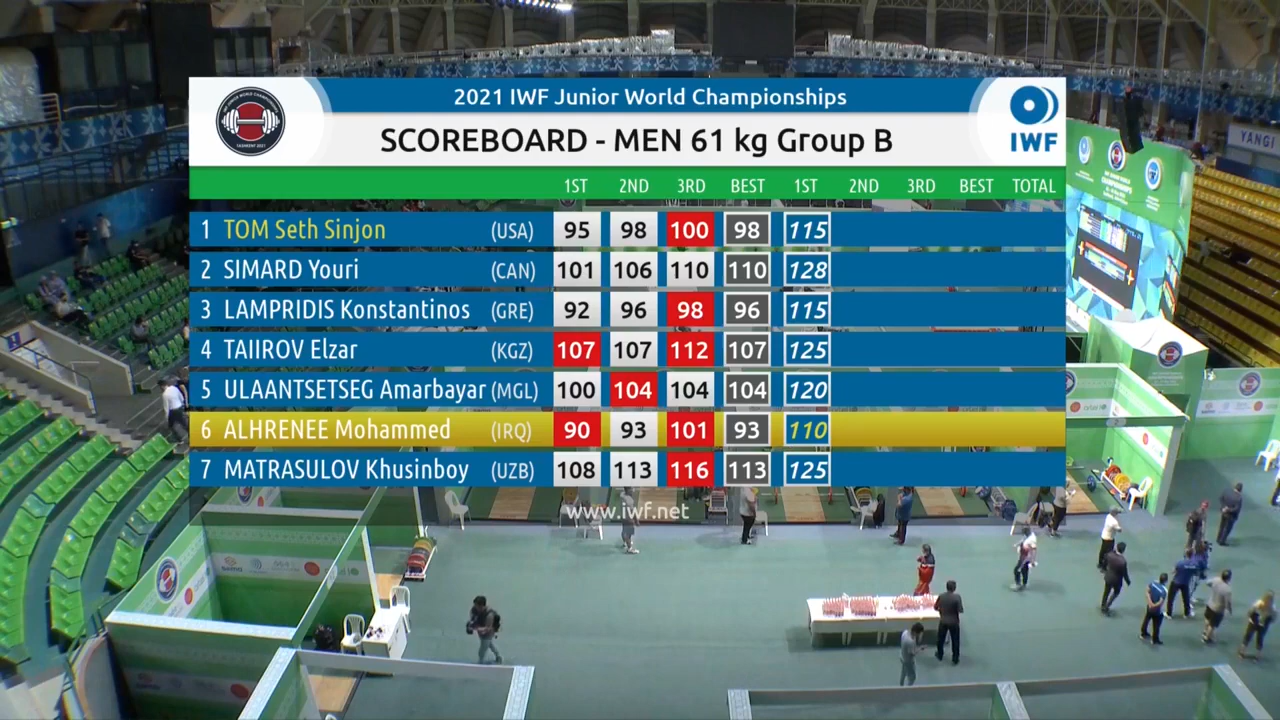 2021 IWF Junior World Championships
SCOREBOARD - MEN 61 kg Group B
IWF
1ST 2ND 3RD BEST 1ST 2ND 3RD BEST TOTAL
1 TOM Seth Sinjon (USA) 95 98 100 98 115
2 SIMARD Youri (CAN) 101 106 110 110 128
3 LAMPRIDIS Konstantinos (GRE) 92 96 98 96 115
4 TAIIROV Elzar (KGZ) 107 107 112 107 125
5 ULAANTSETSEG Amarbayar (MGL) 100 104 104 104 120
6 ALHRENEE Mohammed (IRQ) 90 93 101 93 110
7 MATRASULOV Khusinboy (UZB) 108 113 116 113 125
www.iwf.net
YANGI